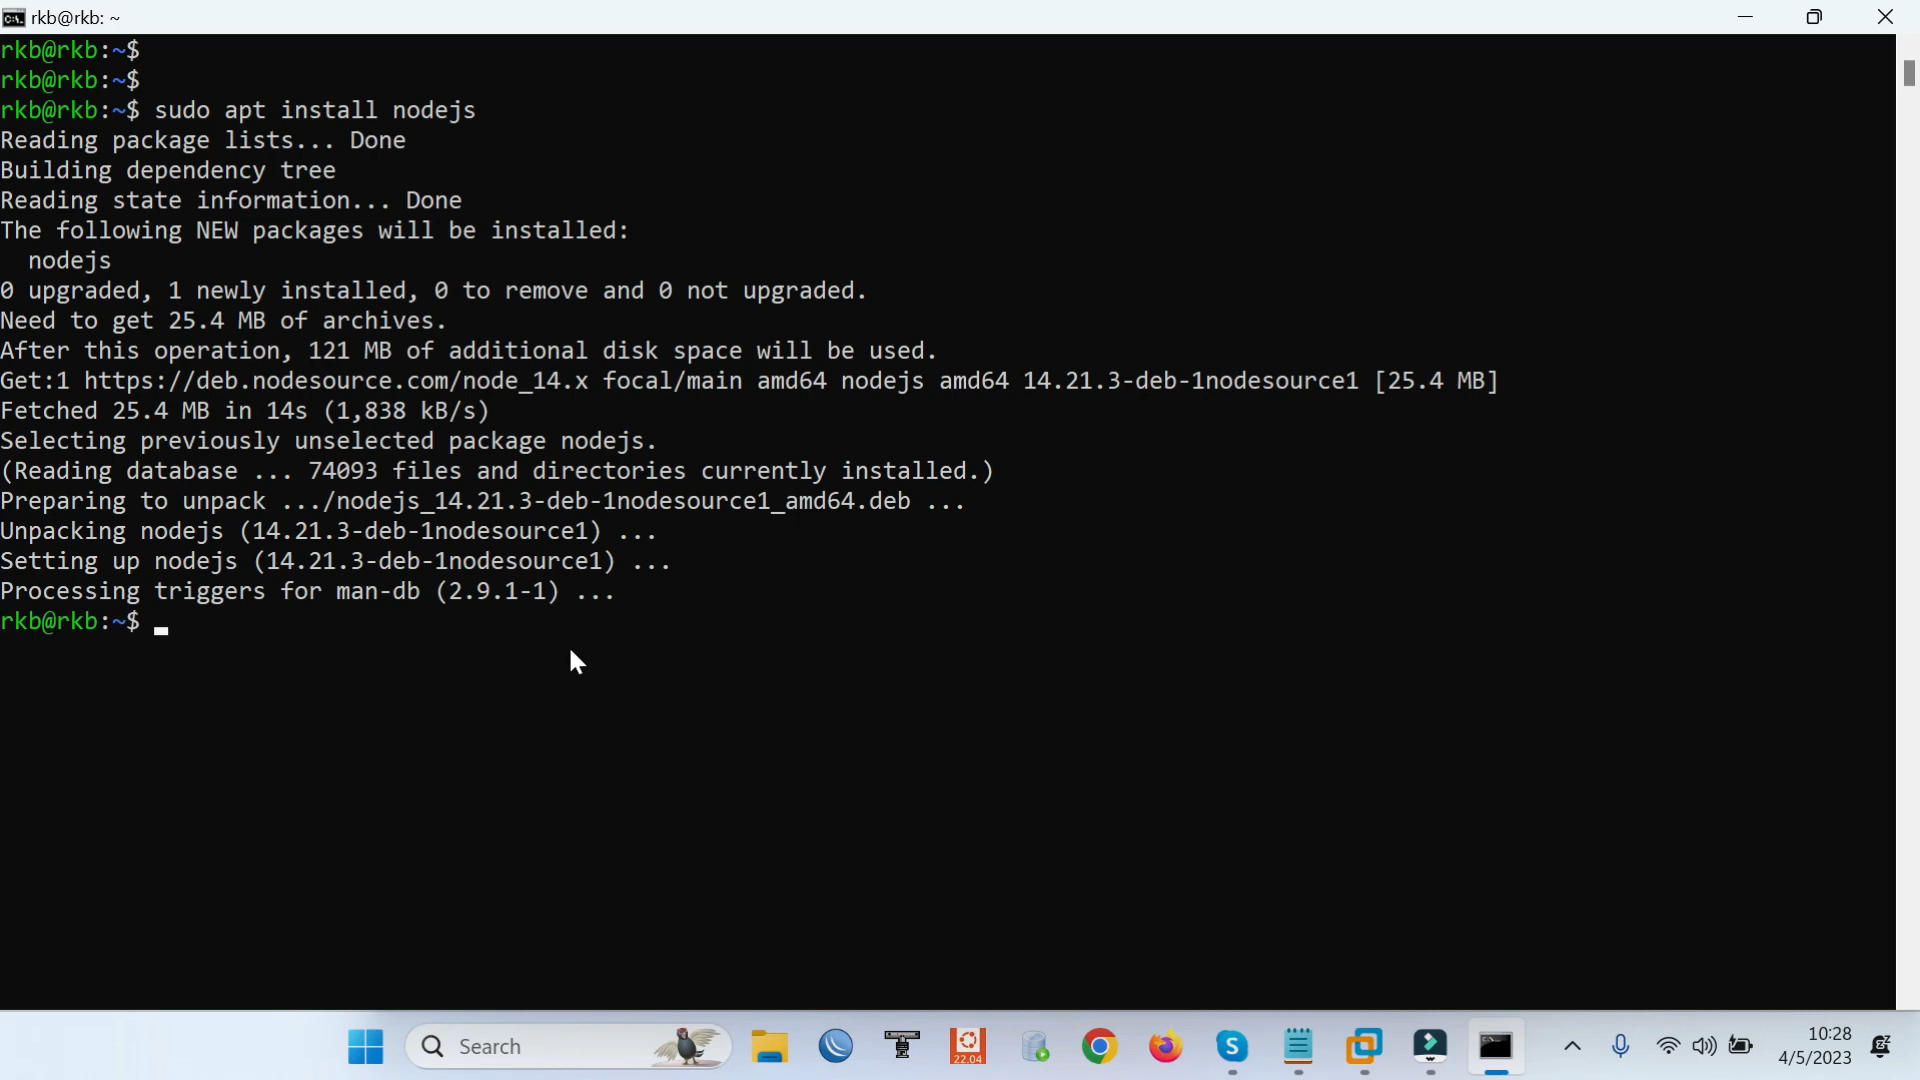 rkb@rkb: ~
rkb@rkb:~$
rkb@rkb:~$
rkb@rkb:~$ sudo apt install nodejs
Reading package lists... Done
Building dependency tree
Reading state information... Done
The following NEW packages will be installed:
  nodejs
0 upgraded, 1 newly installed, 0 to remove and 0 not upgraded.
Need to get 25.4 MB of archives.
After this operation, 121 MB of additional disk space will be used.
Get:1 https://deb.nodesource.com/node_14.x focal/main amd64 nodejs amd64 14.21.3-deb-1nodesource1 [25.4 MB]
Fetched 25.4 MB in 14s (1,838 kB/s)
Selecting previously unselected package nodejs.
(Reading database ... 74093 files and directories currently installed.)
Preparing to unpack .../nodejs_14.21.3-deb-1nodesource1_amd64.deb ...
Unpacking nodejs (14.21.3-deb-1nodesource1) ...
Setting up nodejs (14.21.3-deb-1nodesource1) ...
Processing triggers for man-db (2.9.1-1) ...
rkb@rkb:~$
Search
22.04
S
10:28
4/5/2023